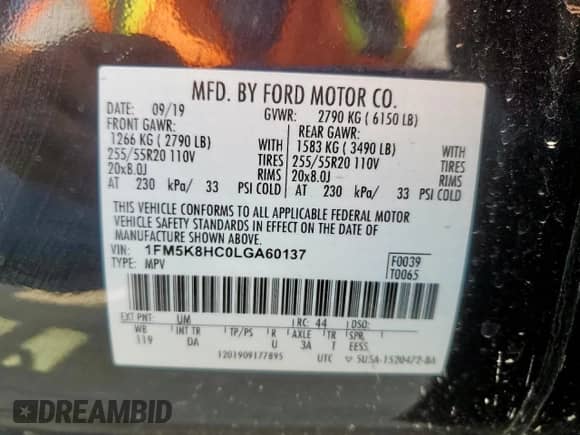 MFD. BY FORD MOTOR CO.
DATE: 09/19 GVWR: 2790 KG ( 6150 LB)
FRONT GAWR: REAR GAWR:
1266 KG ( 2790 LB) WITH 1583 KG ( 3490 LB) WITH
255/55R20 110V TIRES 255/55R20 110V TIRES
20x8.0J RIMS 20x8.0J RIMS
AT 230 kPa/ 33 PSI COLD AT 230 kPa/ 33 PSI COLD
THIS VEHICLE CONFORMS TO ALL APPLICABLE FEDERAL MOTOR
VEHICLE SAFETY STANDARDS IN EFFECT ON THE DATE OF
MANUFACTURE SHOWN ABOVE.
VIN: 1FM5K8HC0LGA60137 F0039
TYPE: MPV T0065
EXT PNT: UM RC: 44 DSO:
WB INT TR TP/PS R AXLE TR SPR
119 DA U 3A T EESS
1201909177895 UTC 5U5A-1520472-BA
DREAMBID